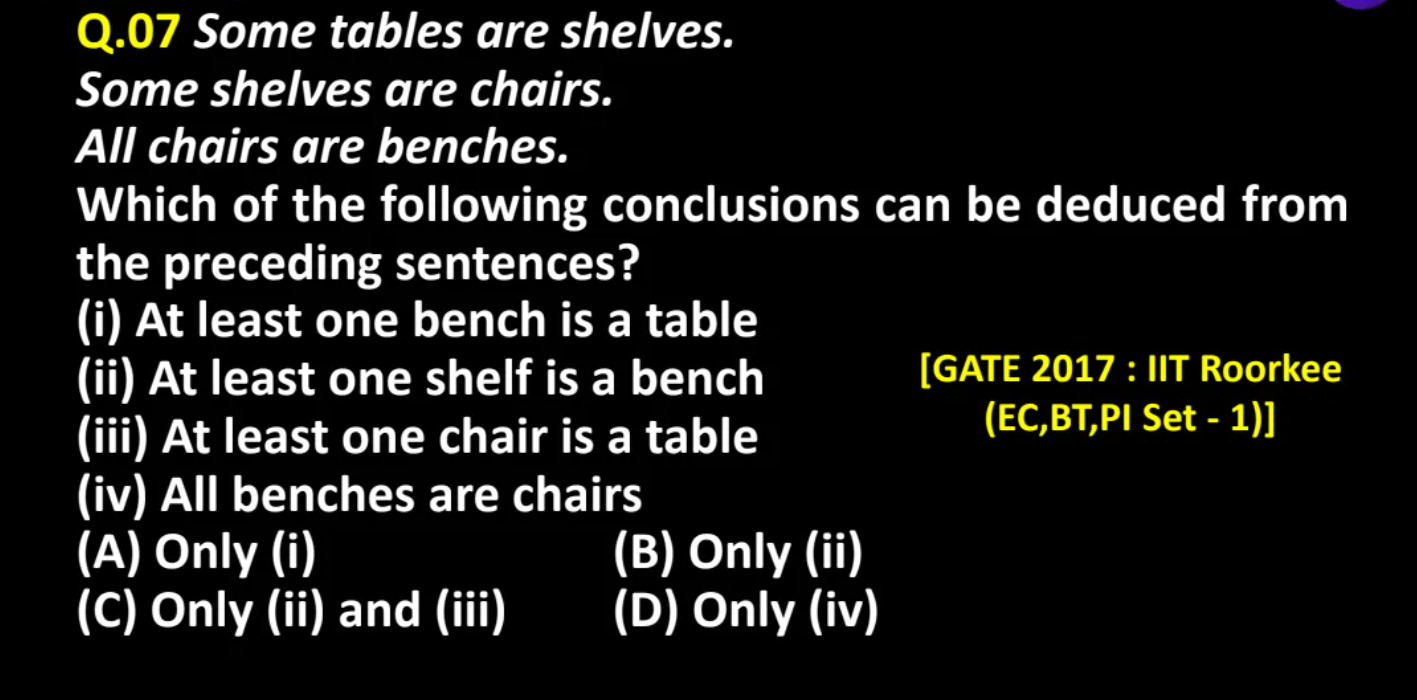 Q.07 Some tables are shelves.
Some shelves are chairs.
All chairs are benches.
Which of the following conclusions can be deduced from
the preceding sentences?
(i) At least one bench is a table
(ii) At least one shelf is a bench
(iii) At least one chair is a table
(iv) All benches are chairs
[GATE 2017 : IIT Roorkee
(EC,BT,PI Set - 1)]
(A) Only (i) (B) Only (ii)
(C) Only (ii) and (iii) (D) Only (iv)